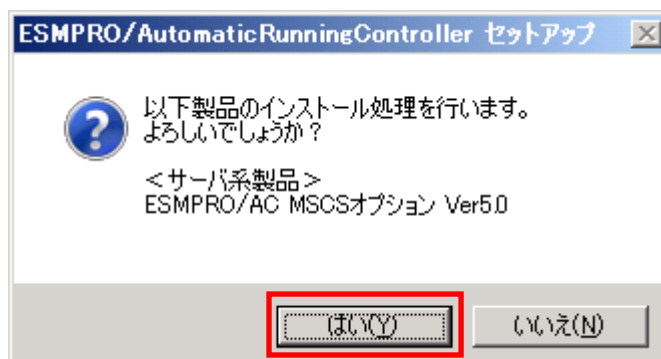 ESMPRO/AutomaticRunningController セットアップ
以下製品のインストール処理を行います。
よろしいでしょうか？
＜サーバ系製品＞
ESMPRO/AC MSCSオプション Ver5.0
はい(Y)
いいえ(N)